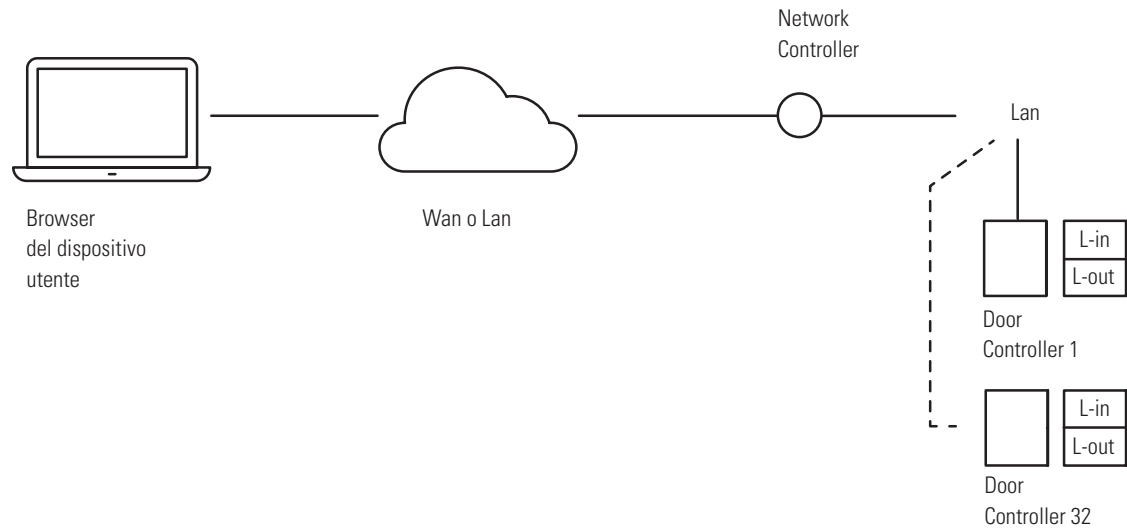 Network
Controller
Lan
Browser
del dispositivo
utente
Wan o Lan
L-in
L-out
Door
Controller 1
L-in
L-out
Door
Controller 32